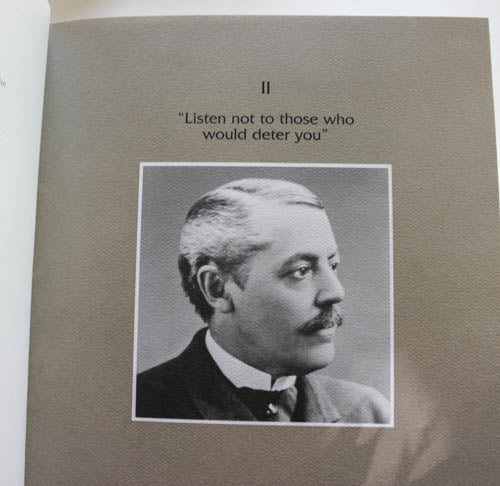 II
“Listen not to those who
would deter you”